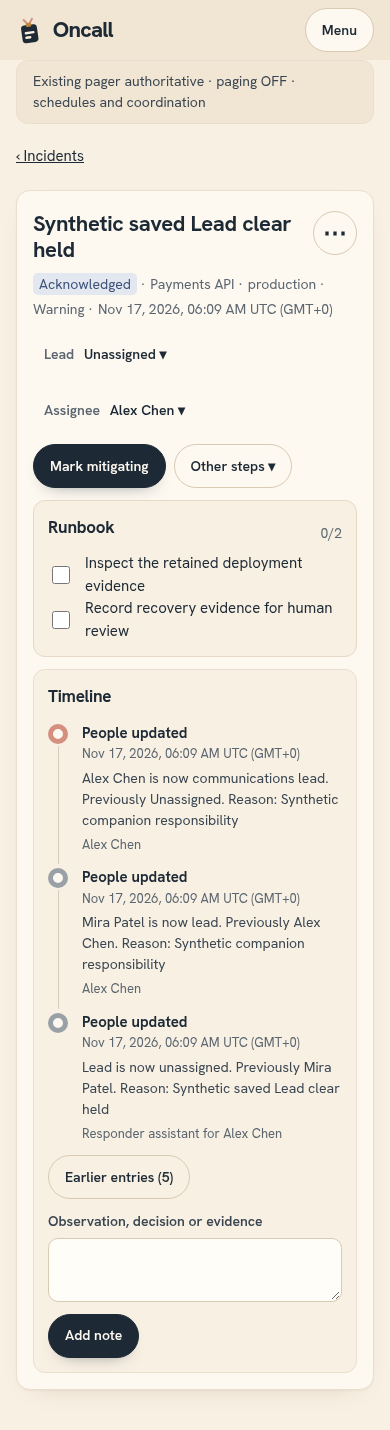 Oncall
Menu
Existing pager authoritative · paging OFF ·
schedules and coordination
‹ Incidents
Synthetic saved Lead clear
held
⋯
Acknowledged · Payments API · production ·
Warning · Nov 17, 2026, 06:09 AM UTC (GMT+0)
Lead Unassigned ▾
Assignee Alex Chen ▾
Mark mitigating
Other steps ▾
Runbook
0/2
Inspect the retained deployment
evidence
Record recovery evidence for human
review
Timeline
People updated
Nov 17, 2026, 06:09 AM UTC (GMT+0)
Alex Chen is now communications lead.
Previously Unassigned. Reason: Synthetic
companion responsibility
Alex Chen
People updated
Nov 17, 2026, 06:09 AM UTC (GMT+0)
Mira Patel is now lead. Previously Alex
Chen. Reason: Synthetic companion
responsibility
Alex Chen
People updated
Nov 17, 2026, 06:09 AM UTC (GMT+0)
Lead is now unassigned. Previously Mira
Patel. Reason: Synthetic saved Lead clear
held
Responder assistant for Alex Chen
Earlier entries (5)
Observation, decision or evidence
Add note